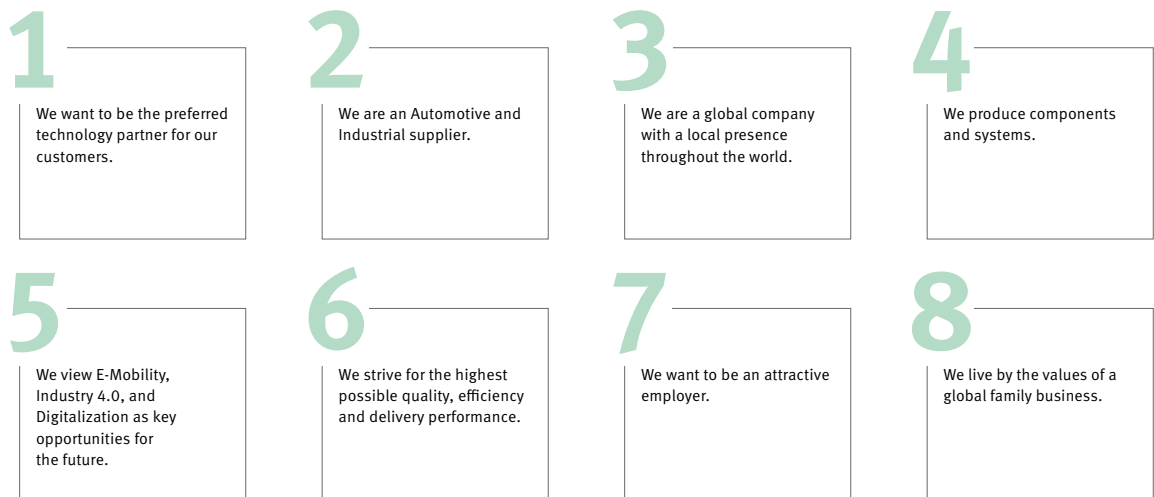 1
We want to be the preferred
technology partner for our
customers.
2
We are an Automotive and
Industrial supplier.
3
We are a global company
with a local presence
throughout the world.
4
We produce components
and systems.
5
We view E-Mobility,
Industry 4.0, and
Digitalization as key
opportunities for
the future.
6
We strive for the highest
possible quality, efficiency
and delivery performance.
7
We want to be an attractive
employer.
8
We live by the values of a
global family business.